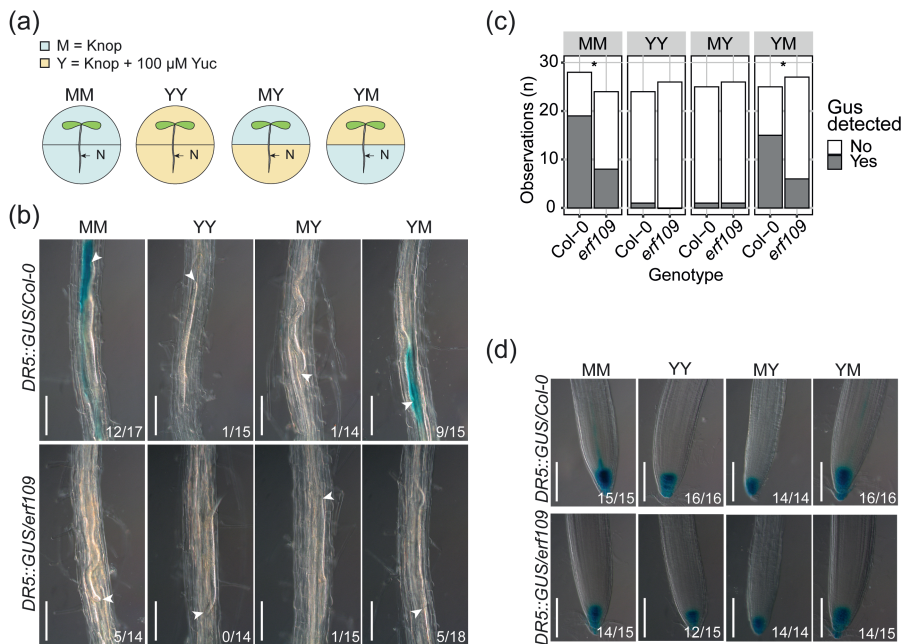 (a)
M = Knop
Y = Knop + 100 µM Yuc
MM YY MY YM
N N N N
(b)
MM YY MY YM
DR5::GUS/Col-0
12/17 1/15 1/14 9/15
DR5::GUS/erf109
5/14 0/14 1/15 5/18
(c)
MM YY MY YM
* *
Observations (n)
30
20
10
0
Col-0 erf109 Col-0 erf109 Col-0 erf109 Col-0 erf109
Genotype
Gus
detected
No
Yes
(d)
MM YY MY YM
DR5::GUS/Col-0
15/15 16/16 14/14 16/16
DR5::GUS/erf109
14/15 12/15 14/14 14/15